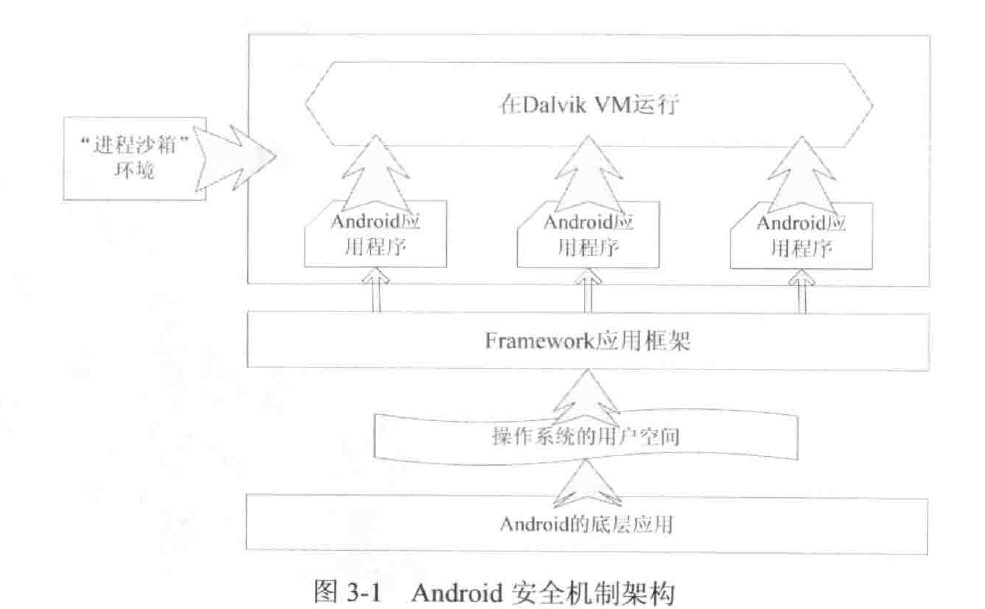 在Dalvik VM运行
“进程沙箱”
环境
Android应
用程序
Android应
用程序
Android应
用程序
Framework应用框架
操作系统的用户空间
Android的底层应用
图 3-1 Android 安全机制架构